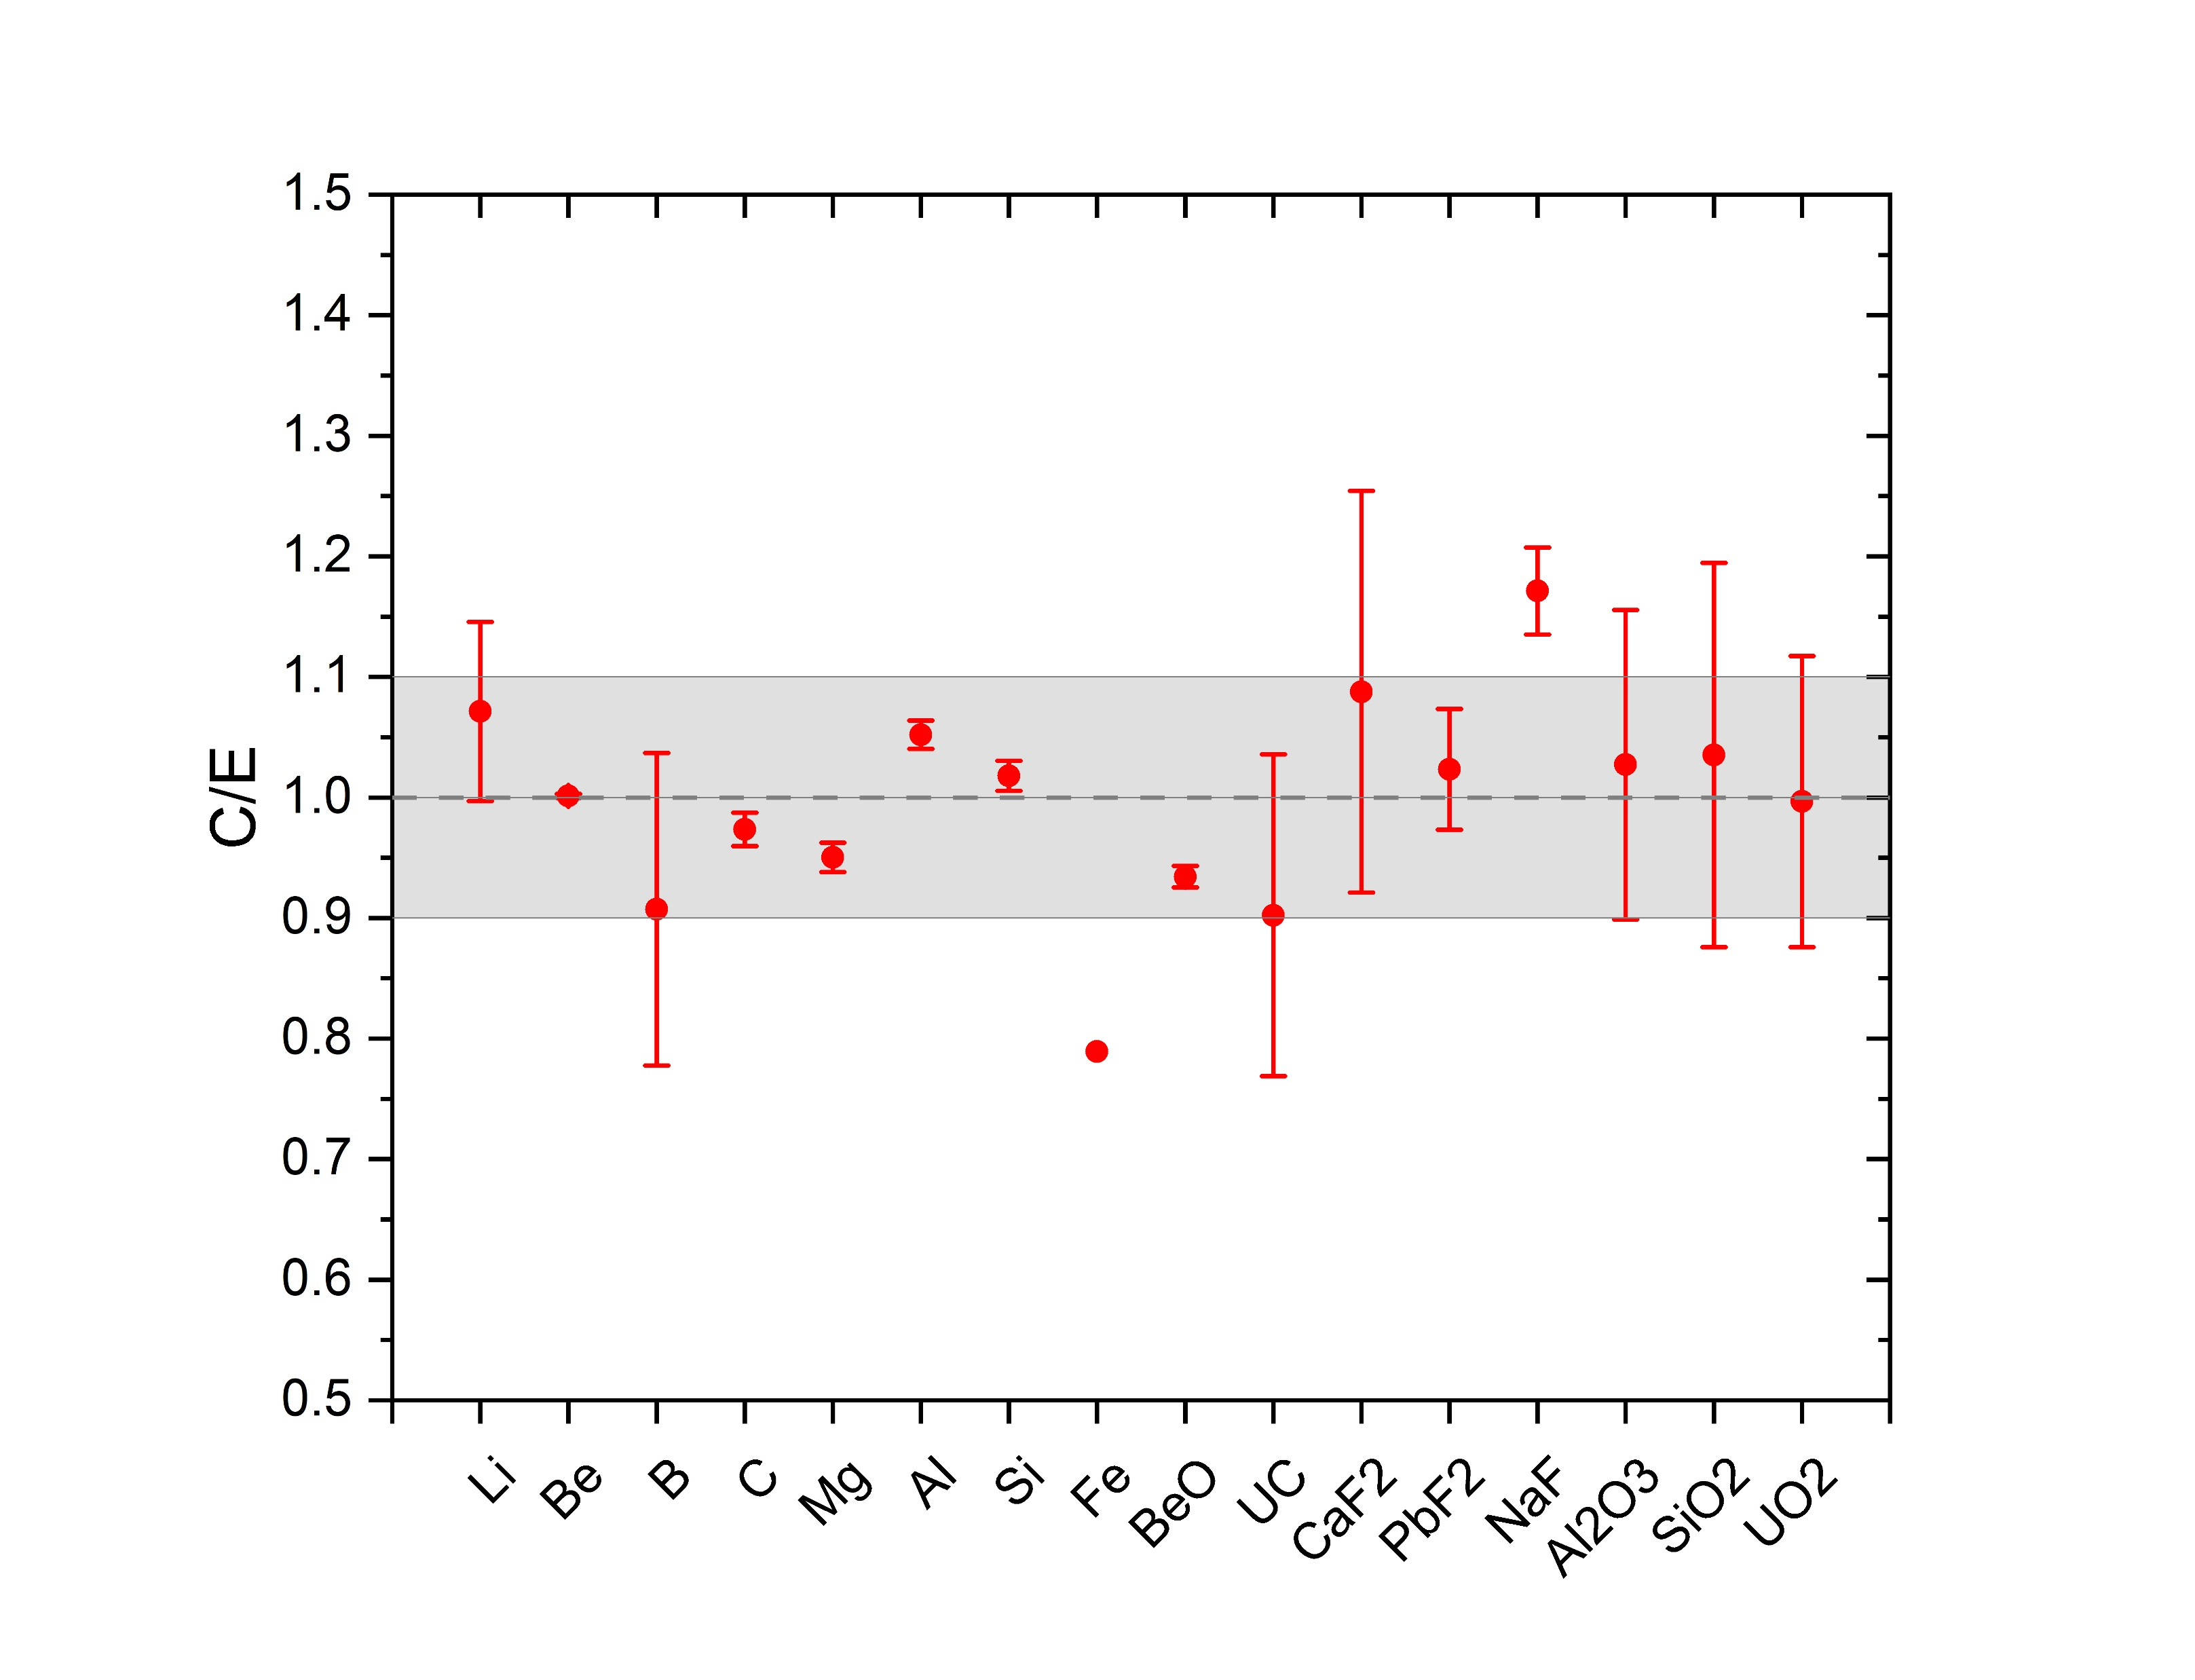 1.5
1.4
1.3
1.2
1.1
1.0
0.9
0.8
0.7
0.6
0.5
C/E
Li
Be
B
C
Mg
Al
Si
Fe
BeO
UC
CaF2
PbF2
NaF
Al2O3
SiO2
UO2